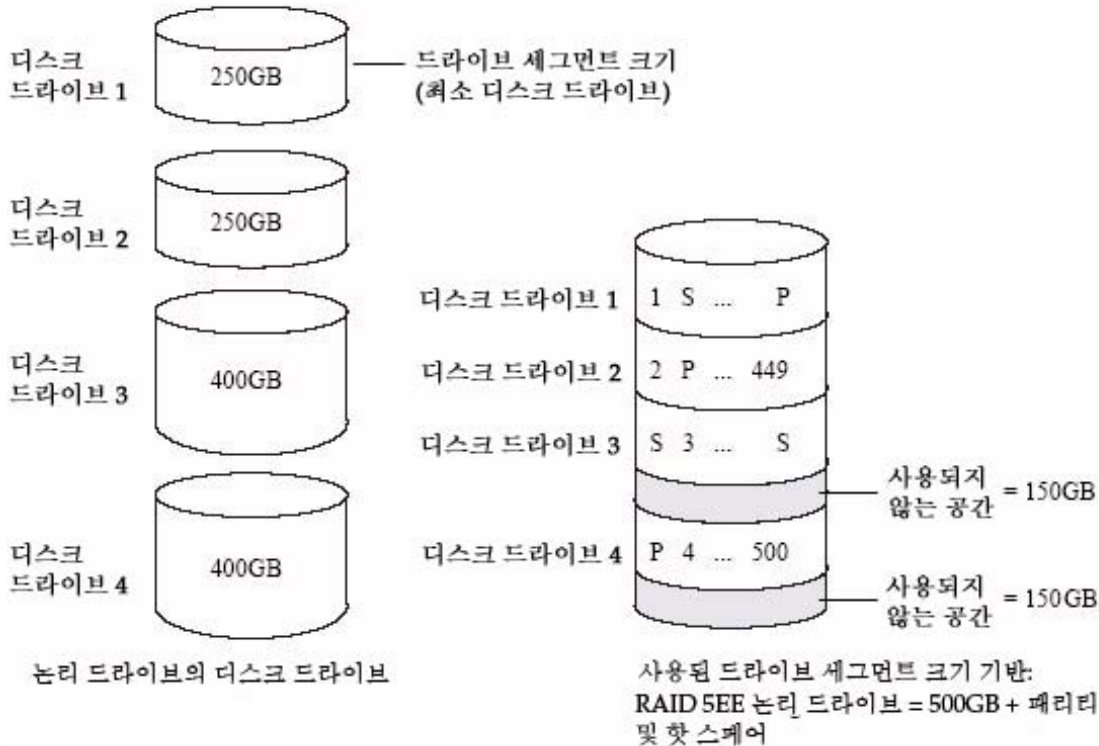 디스크
드라이브 1
250GB
드라이브 세그먼트 크기
(최소 디스크 드라이브)
디스크
드라이브 2
250GB
디스크
드라이브 3
400GB
디스크
드라이브 4
400GB
논리 드라이브의 디스크 드라이브
디스크 드라이브 1
1 S ... P
디스크 드라이브 2
2 P ... 449
디스크 드라이브 3
S 3 ... S
사용되지
않는 공간 = 150GB
디스크 드라이브 4
P 4 ... 500
사용되지
않는 공간 = 150GB
사용된 드라이브 세그먼트 크기 기반:
RAID 5EE 논리 드라이브 = 500GB + 패리티
및 핫 스페어